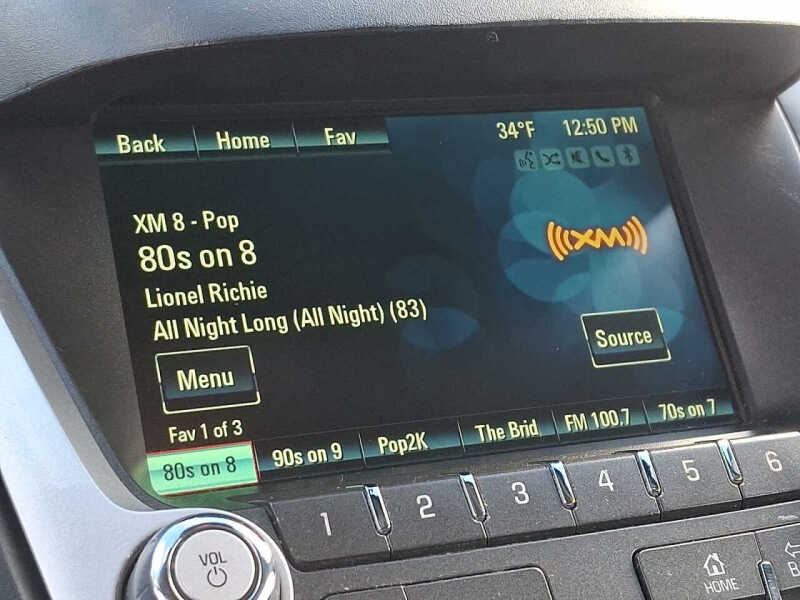 Back Home Fav 34°F 12:50 PM
XM 8 - Pop
80s on 8
XM
Lionel Richie
All Night Long (All Night) (83)
Menu Source
Fav 1 of 3
80s on 8 90s on 9 Pop2K The Brid FM 100.7 70s on 7
1 2 3 4 5 6
VOL
HOME B